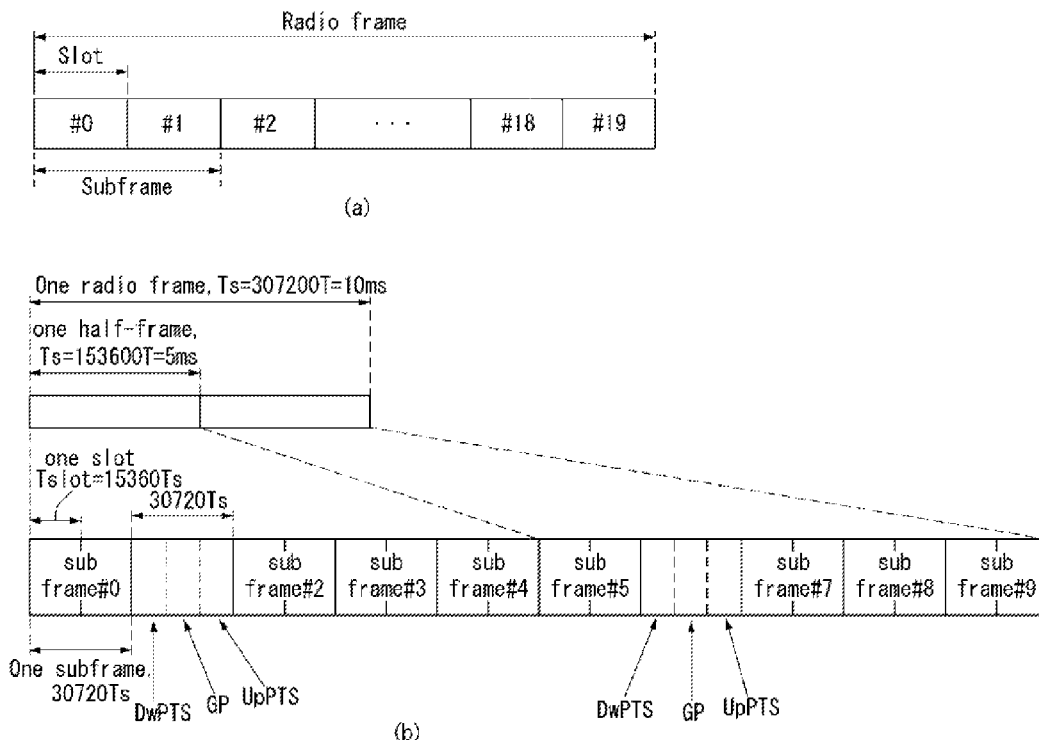 Radio frame
Slot
#0 #1 #2 ... #18 #19
Subframe
(a)
One radio frame, Ts=307200T=10ms
one half-frame,
Ts=153600T=5ms
one slot
Tslot=15360Ts
30720Ts
sub frame#0
sub frame#2
sub frame#3
sub frame#4
sub frame#5
sub frame#7
sub frame#8
sub frame#9
One subframe,
30720Ts
DwPTS
GP
UpPTS
DwPTS
GP
UpPTS
(b)